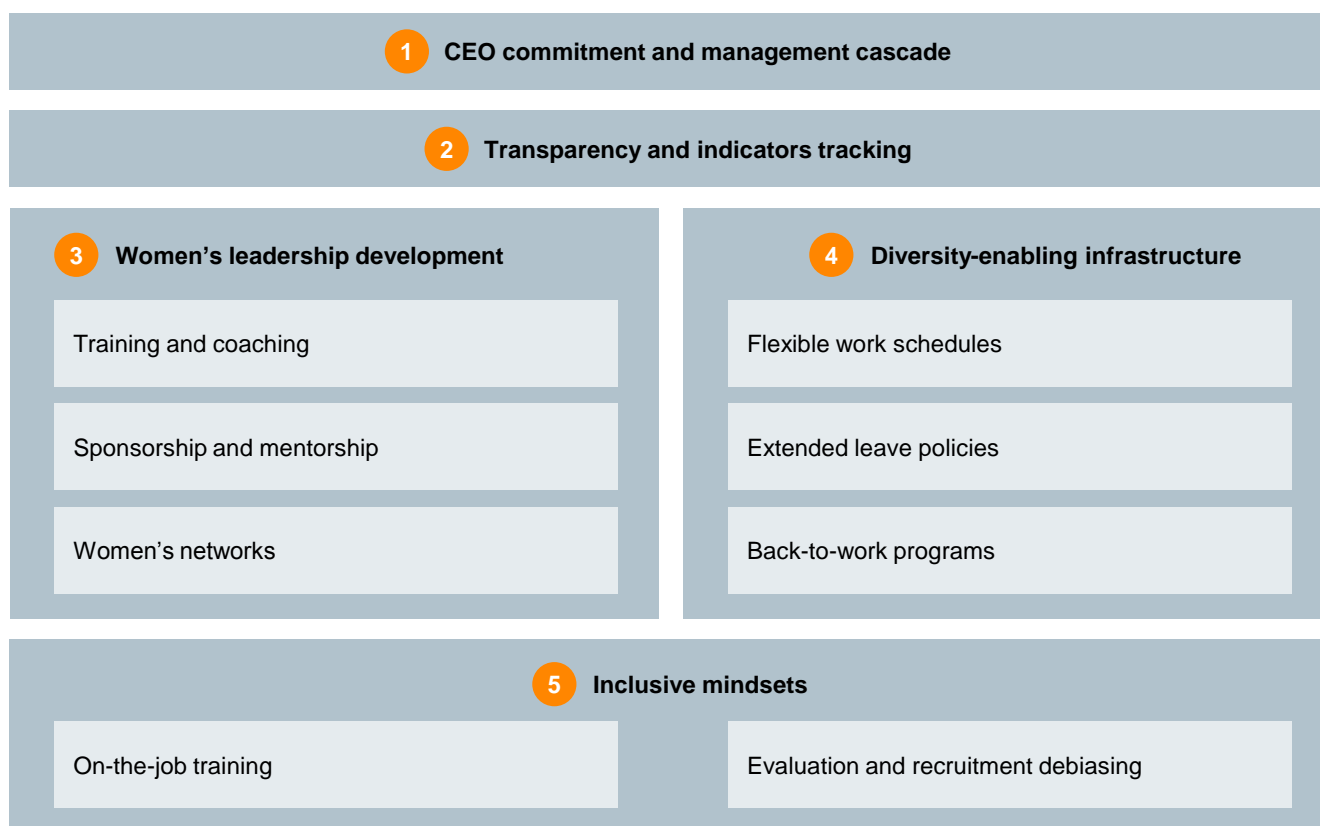 1 CEO commitment and management cascade
2 Transparency and indicators tracking
3 Women’s leadership development
Training and coaching
Sponsorship and mentorship
Women’s networks
4 Diversity-enabling infrastructure
Flexible work schedules
Extended leave policies
Back-to-work programs
5 Inclusive mindsets
On-the-job training
Evaluation and recruitment debiasing